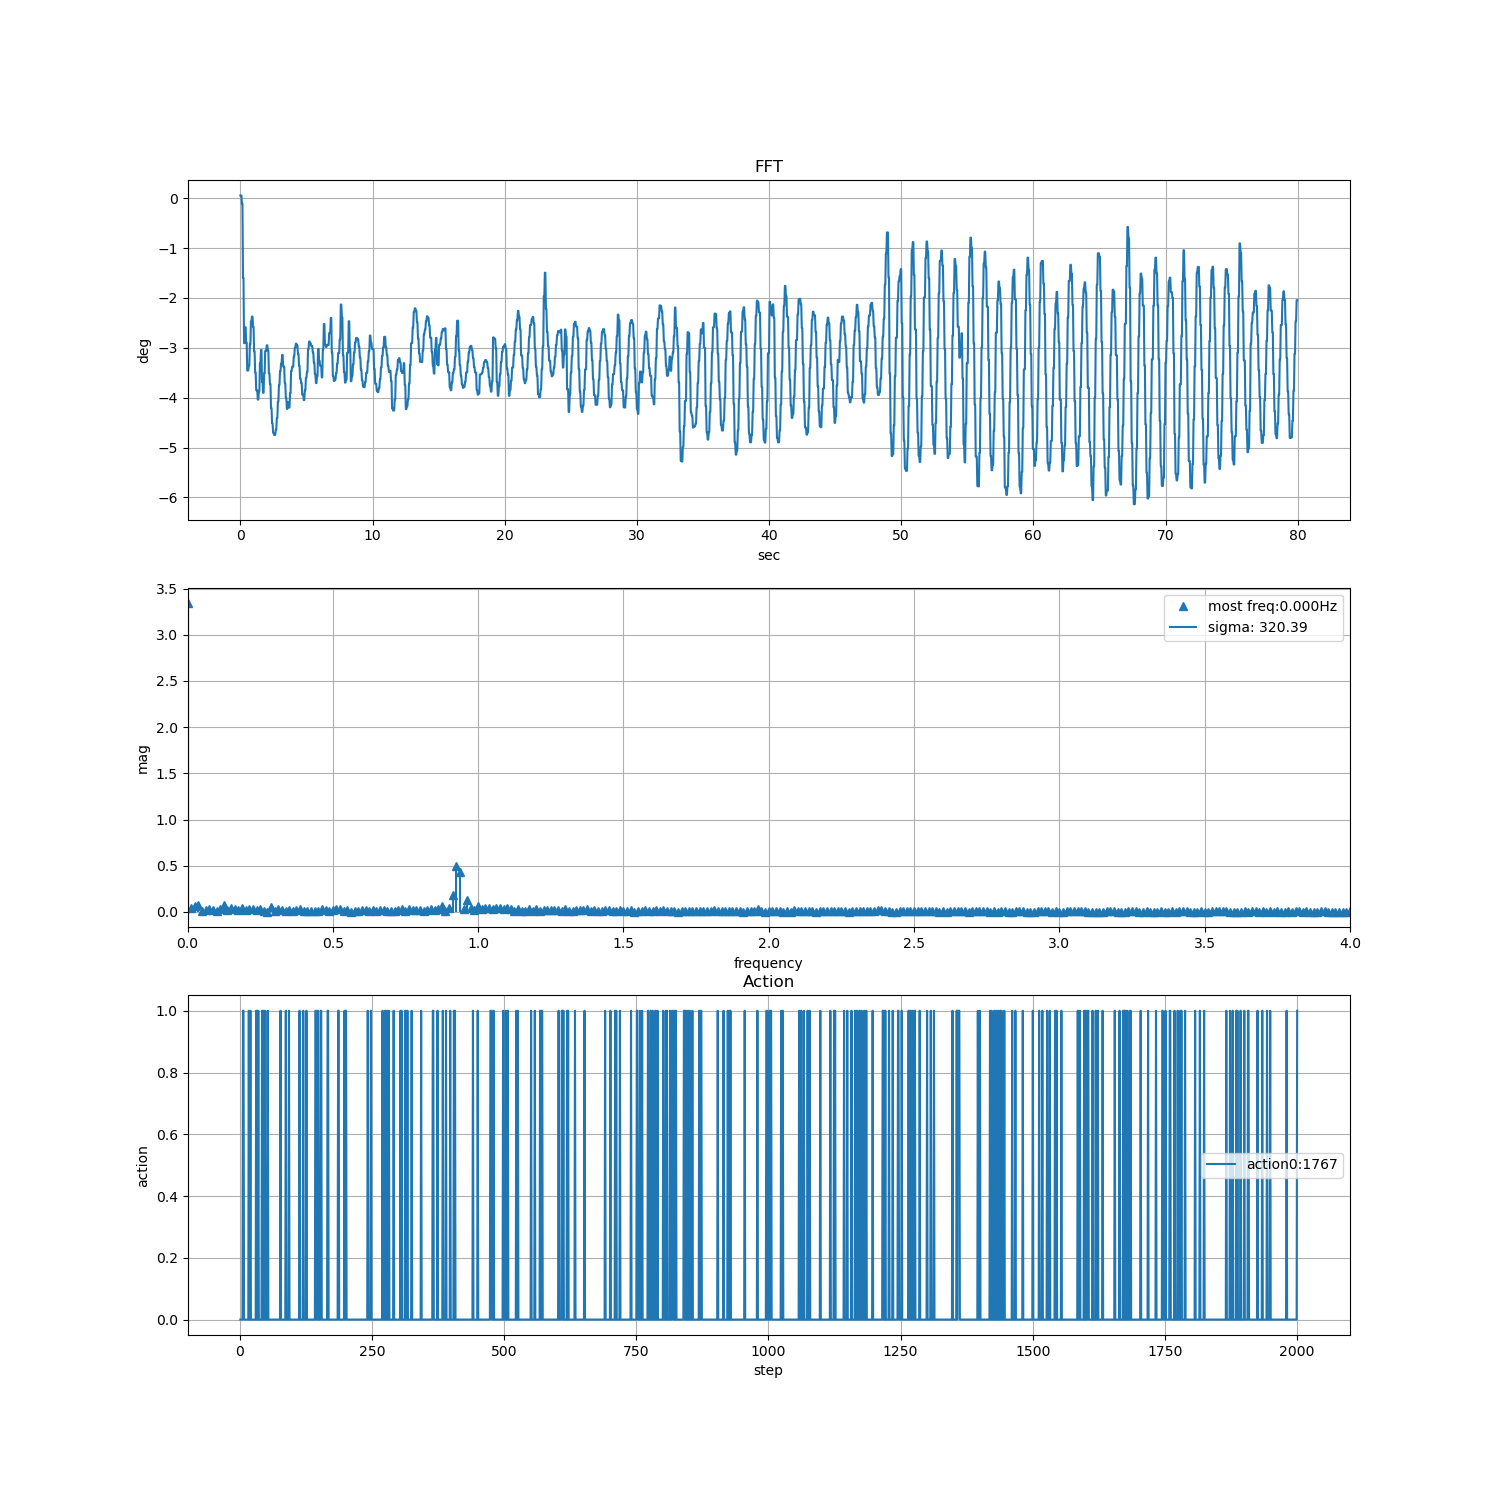 FFT
0
−1
−2
−3
−4
−5
−6
deg
0 10 20 30 40 50 60 70 80
sec
3.5
3.0
2.5
2.0
1.5
1.0
0.5
0.0
mag
most freq:0.000Hz
sigma: 320.39
0.0 0.5 1.0 1.5 2.0 2.5 3.0 3.5 4.0
frequency
Action
1.0
0.8
0.6
0.4
0.2
0.0
action
action0:1767
0 250 500 750 1000 1250 1500 1750 2000
step